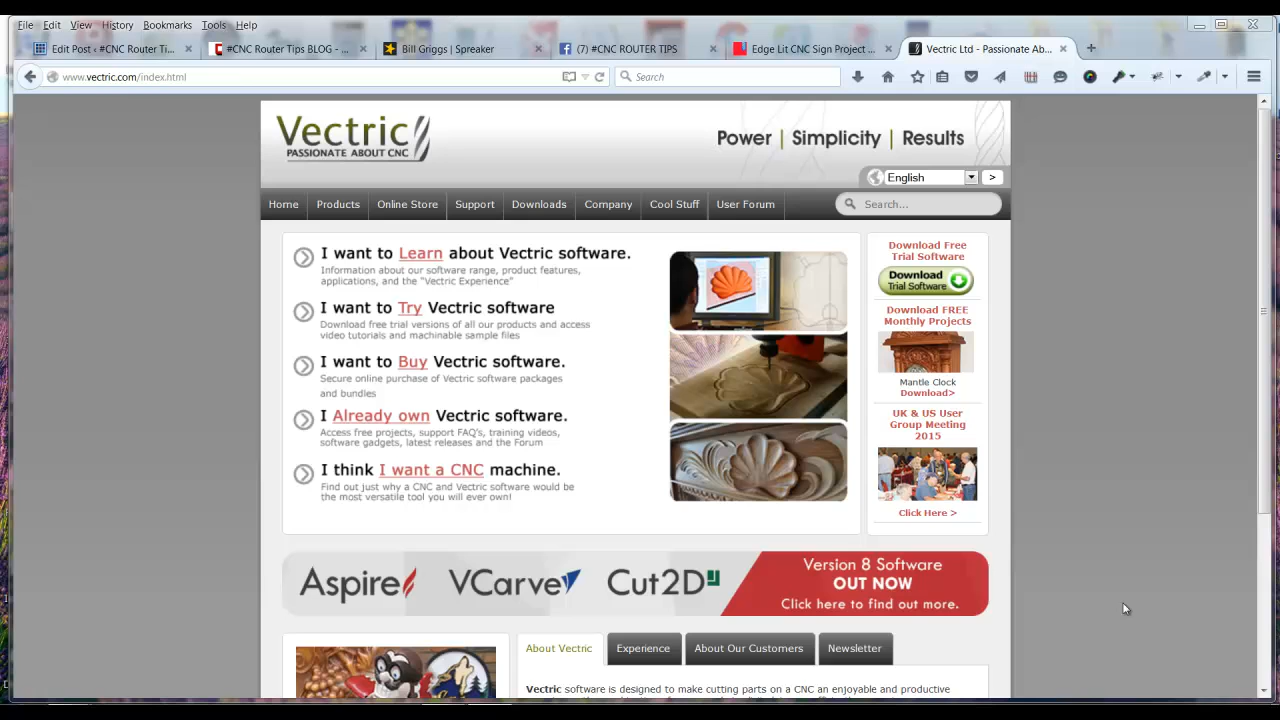 File Edit View History Bookmarks Tools Help
Edit Post ‹ #CNC Router Ti... × #CNC Router Tips BLOG - ... × Bill Griggs | Spreaker × (7) #CNC ROUTER TIPS × Edge Lit CNC Sign Project ... × Vectric Ltd - Passionate Ab... × +
www.vectric.com/index.html Search
Vectric
PASSIONATE ABOUT CNC
Power | Simplicity | Results
English >
Home Products Online Store Support Downloads Company Cool Stuff User Forum Search...
I want to Learn about Vectric software.
Information about our software range, product features,
applications, and the "Vectric Experience"
I want to Try Vectric software
Download free trial versions of all our products and access
video tutorials and machinable sample files
I want to Buy Vectric software.
Secure online purchase of Vectric software packages
and bundles
I Already own Vectric software.
Access free projects, support FAQ's, training videos,
software gadgets, latest releases and the Forum
I think I want a CNC machine.
Find out just why a CNC and Vectric software would be
the most versatile tool you will ever own!
Download Free
Trial Software
Download
Trial Software
Download FREE
Monthly Projects
Mantle Clock
Download>
UK & US User
Group Meeting
2015
Click Here >
Aspire VCarve Cut2D
Version 8 Software
OUT NOW
Click here to find out more.
About Vectric Experience About Our Customers Newsletter
Vectric software is designed to make cutting parts on a CNC an enjoyable and productive